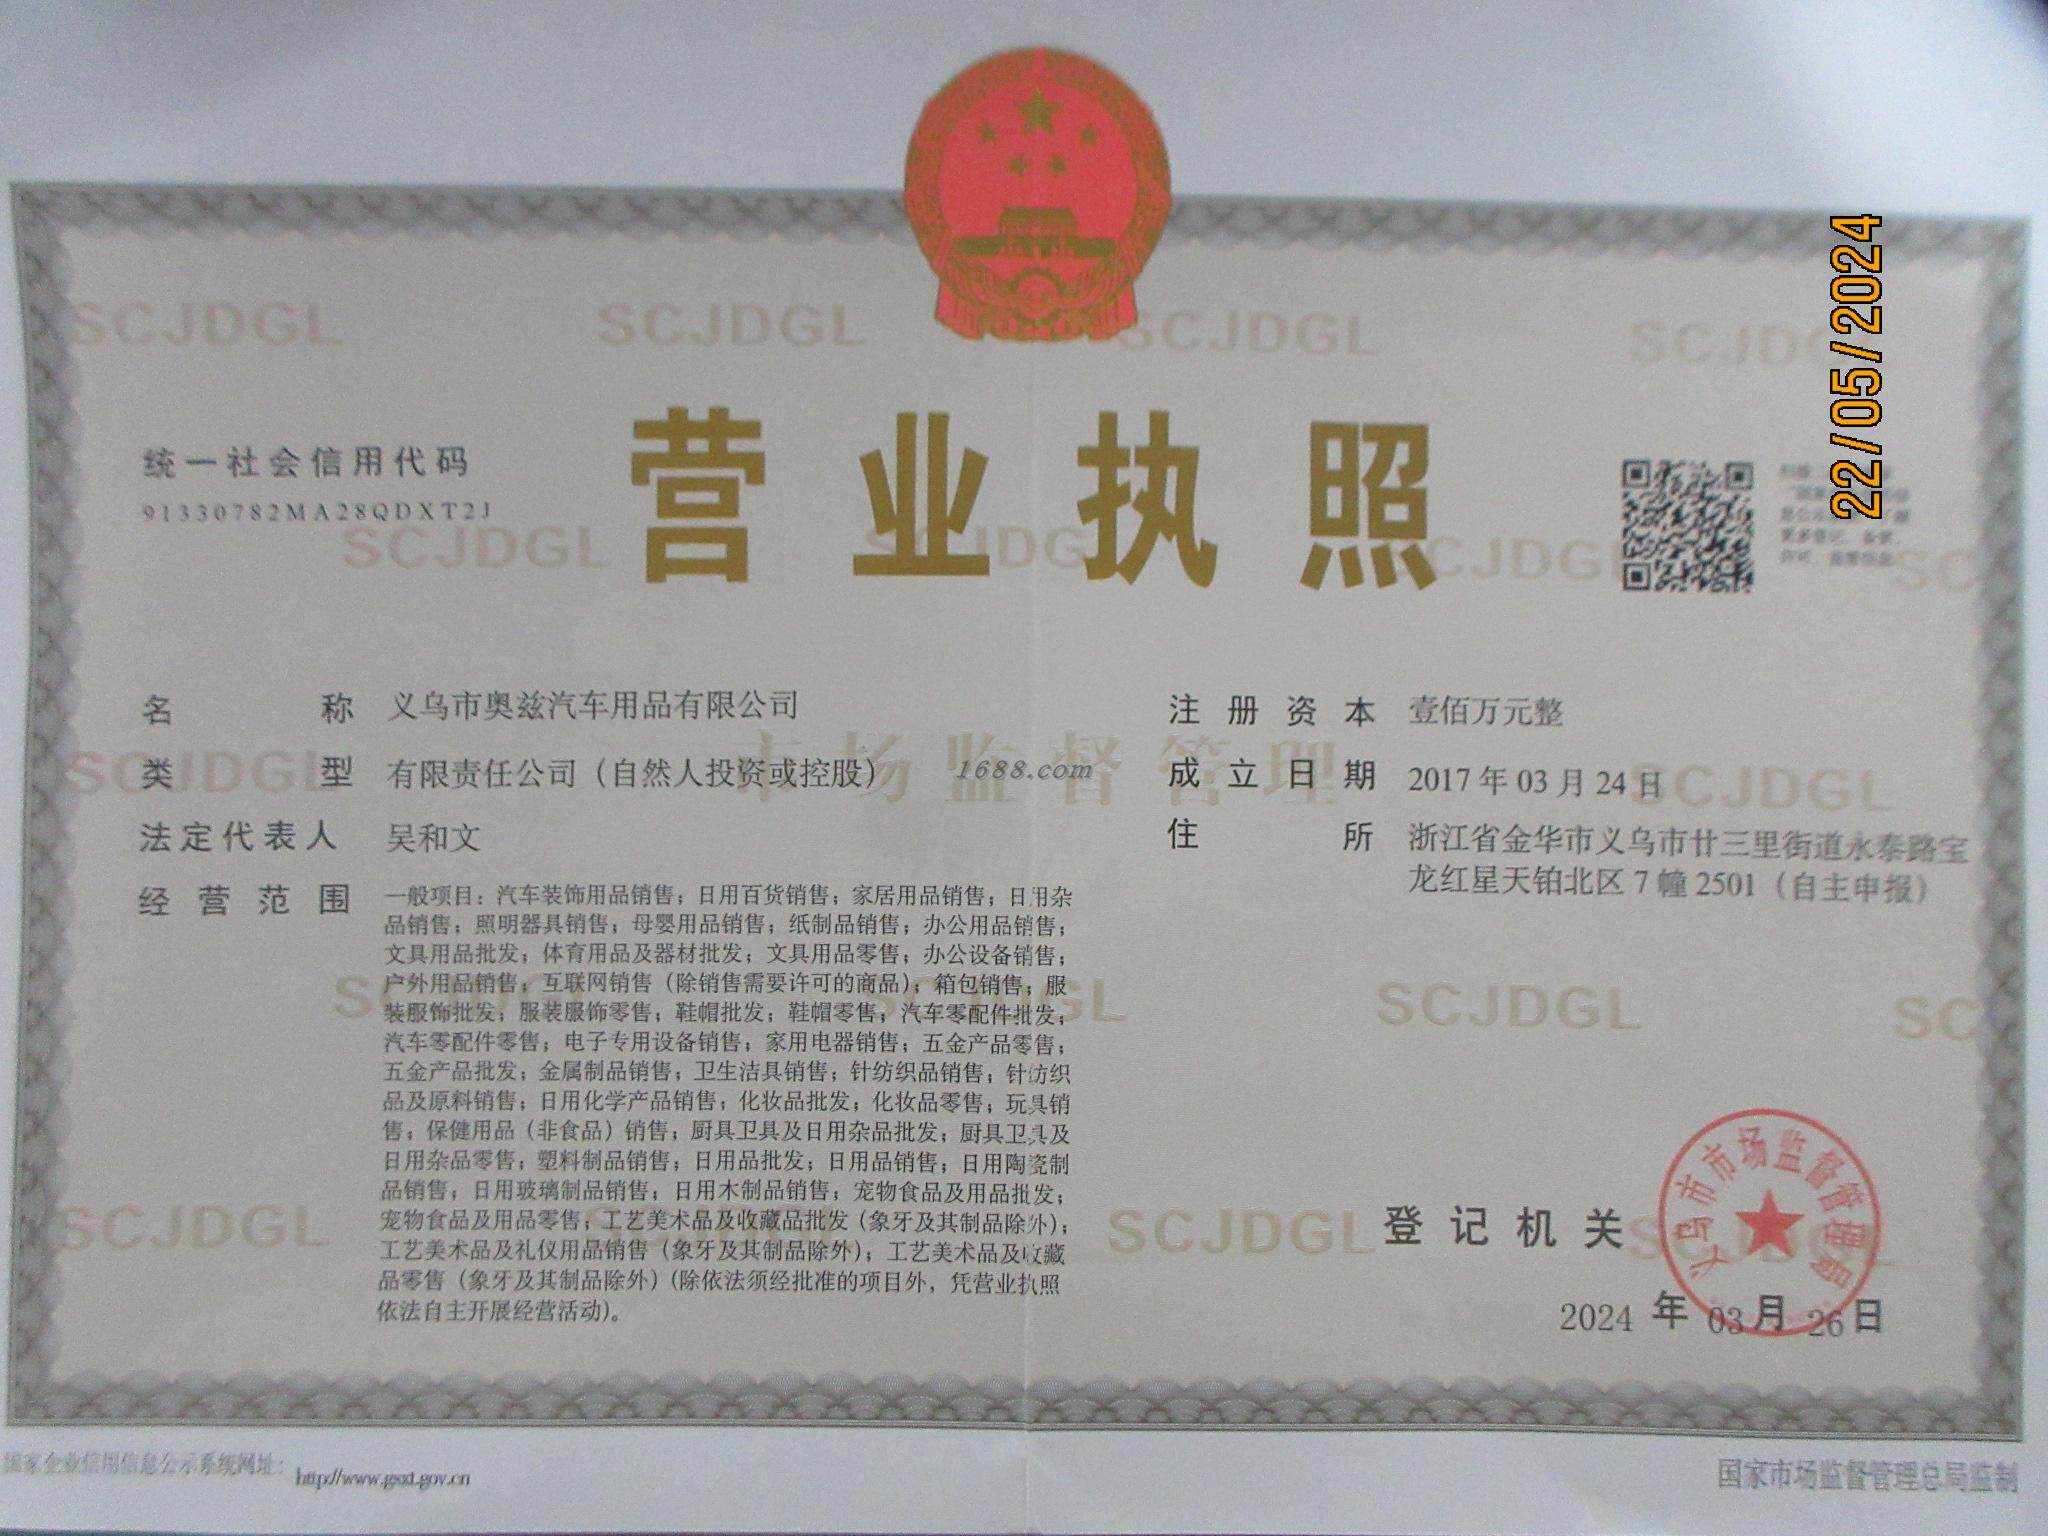 22/05/2024
SCJDGL SCJDGL SCJDGL SCJDGL
营业执照
统一社会信用代码
91330782MA28QDXT2J
SCJDGL SCJDGL SCJDGL SC
名称 义乌市奥兹汽车用品有限公司
类型 有限责任公司（自然人投资或控股）
法定代表人 吴和文
经营范围 一般项目：汽车装饰用品销售；日用百货销售；家居用品销售；日用杂
品销售；照明器具销售；母婴用品销售；纸制品销售；办公用品销售；
文具用品批发；体育用品及器材批发；文具用品零售；办公设备销售；
户外用品销售；互联网销售（除销售需要许可的商品）；箱包销售；服
装服饰批发；服装服饰零售；鞋帽批发；鞋帽零售；汽车零配件批发；
汽车零配件零售；电子专用设备销售；家用电器销售；五金产品零售；
五金产品批发；金属制品销售；卫生洁具销售；针纺织品销售；针纺织
品及原料销售；日用化学产品销售；化妆品批发；化妆品零售；玩具销
售；保健用品（非食品）销售；厨具卫具及日用杂品批发；厨具卫具及
日用杂品零售；塑料制品销售；日用品批发；日用品销售；日用陶瓷制
品销售；日用玻璃制品销售；日用木制品销售；宠物食品及用品批发；
宠物食品及用品零售；工艺美术品及收藏品批发（象牙及其制品除外）；
工艺美术品及礼仪用品销售（象牙及其制品除外）；工艺美术品及收藏
品零售（象牙及其制品除外）(除依法须经批准的项目外，凭营业执照
依法自主开展经营活动)。
注册资本 壹佰万元整
成立日期 2017年03月24日
住所 浙江省金华市义乌市廿三里街道永泰路宝
龙红星天铂北区7幢2501（自主申报）
市场监督管理
1688.com
SCJDGL SCJDGL
SCJDGL SCJDGL SC
SCJDGL SCJDGL
登记机关
义乌市市场监督管理局
2024年03月26日
国家企业信用信息公示系统网址：http://www.gsxt.gov.cn
国家市场监督管理总局监制